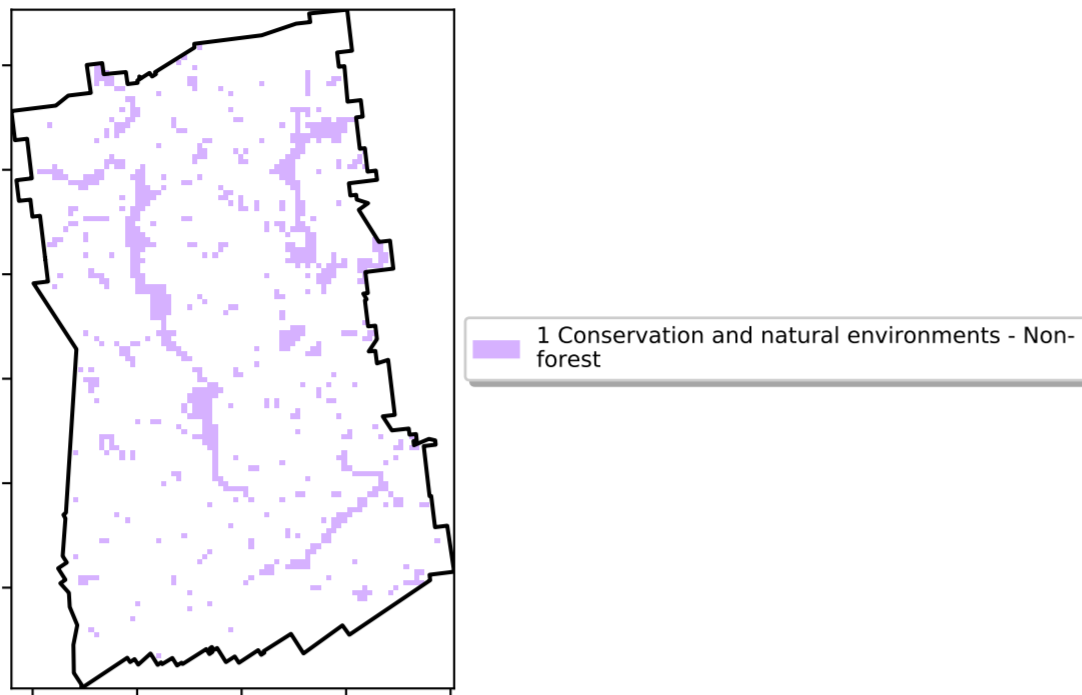 1 Conservation and natural environments - Non-
forest